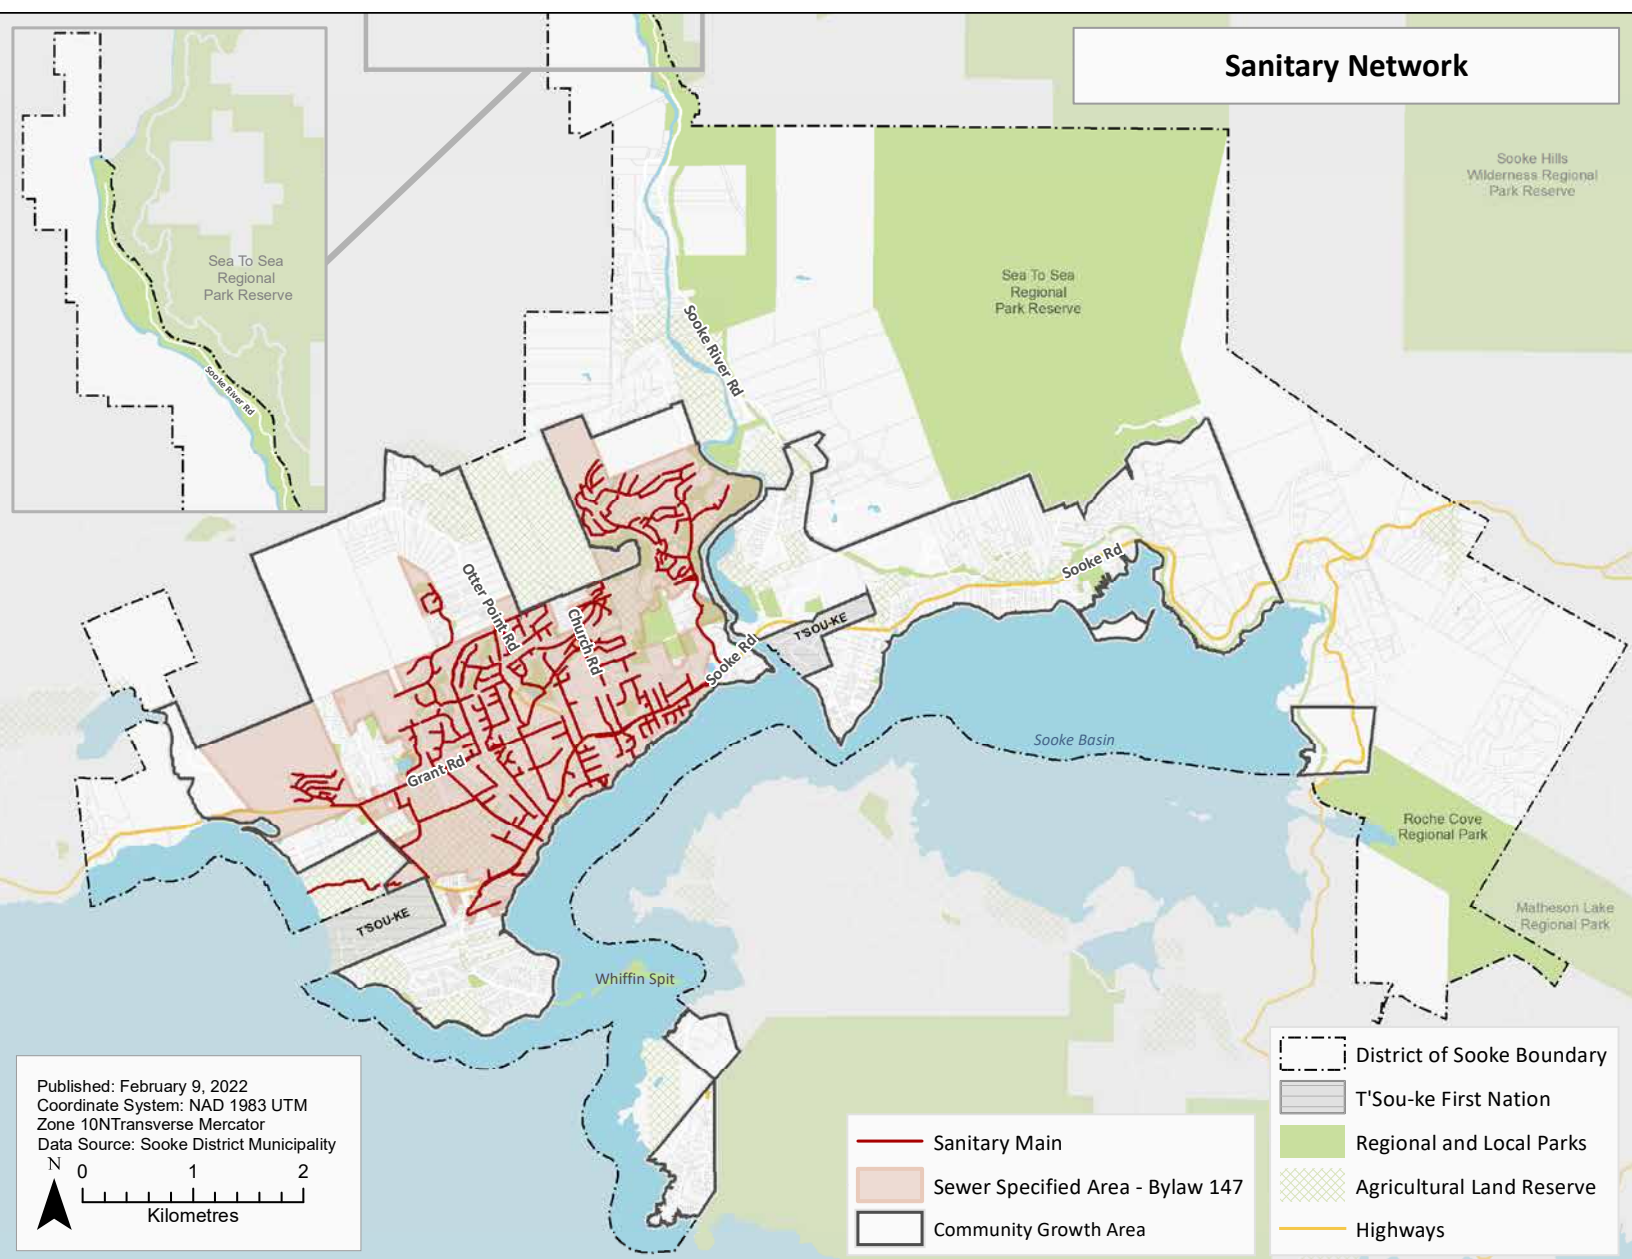 Sanitary Network
Sooke Hills
Wilderness Regional
Park Reserve
Sea To Sea
Regional
Park Reserve
Sooke River Rd
Sea To Sea
Regional
Park Reserve
Sooke River Rd
Sooke Rd
Otter Point Rd
Church Rd
T'SOU-KE
Sooke Rd
Sooke Basin
Grant Rd
Roche Cove
Regional Park
T'SOU-KE
Matheson Lake
Regional Park
Whiffin Spit
Published: February 9, 2022
Coordinate System: NAD 1983 UTM
Zone 10NTransverse Mercator
Data Source: Sooke District Municipality
N
0 1 2
Kilometres
Sanitary Main
Sewer Specified Area - Bylaw 147
Community Growth Area
District of Sooke Boundary
T'Sou-ke First Nation
Regional and Local Parks
Agricultural Land Reserve
Highways